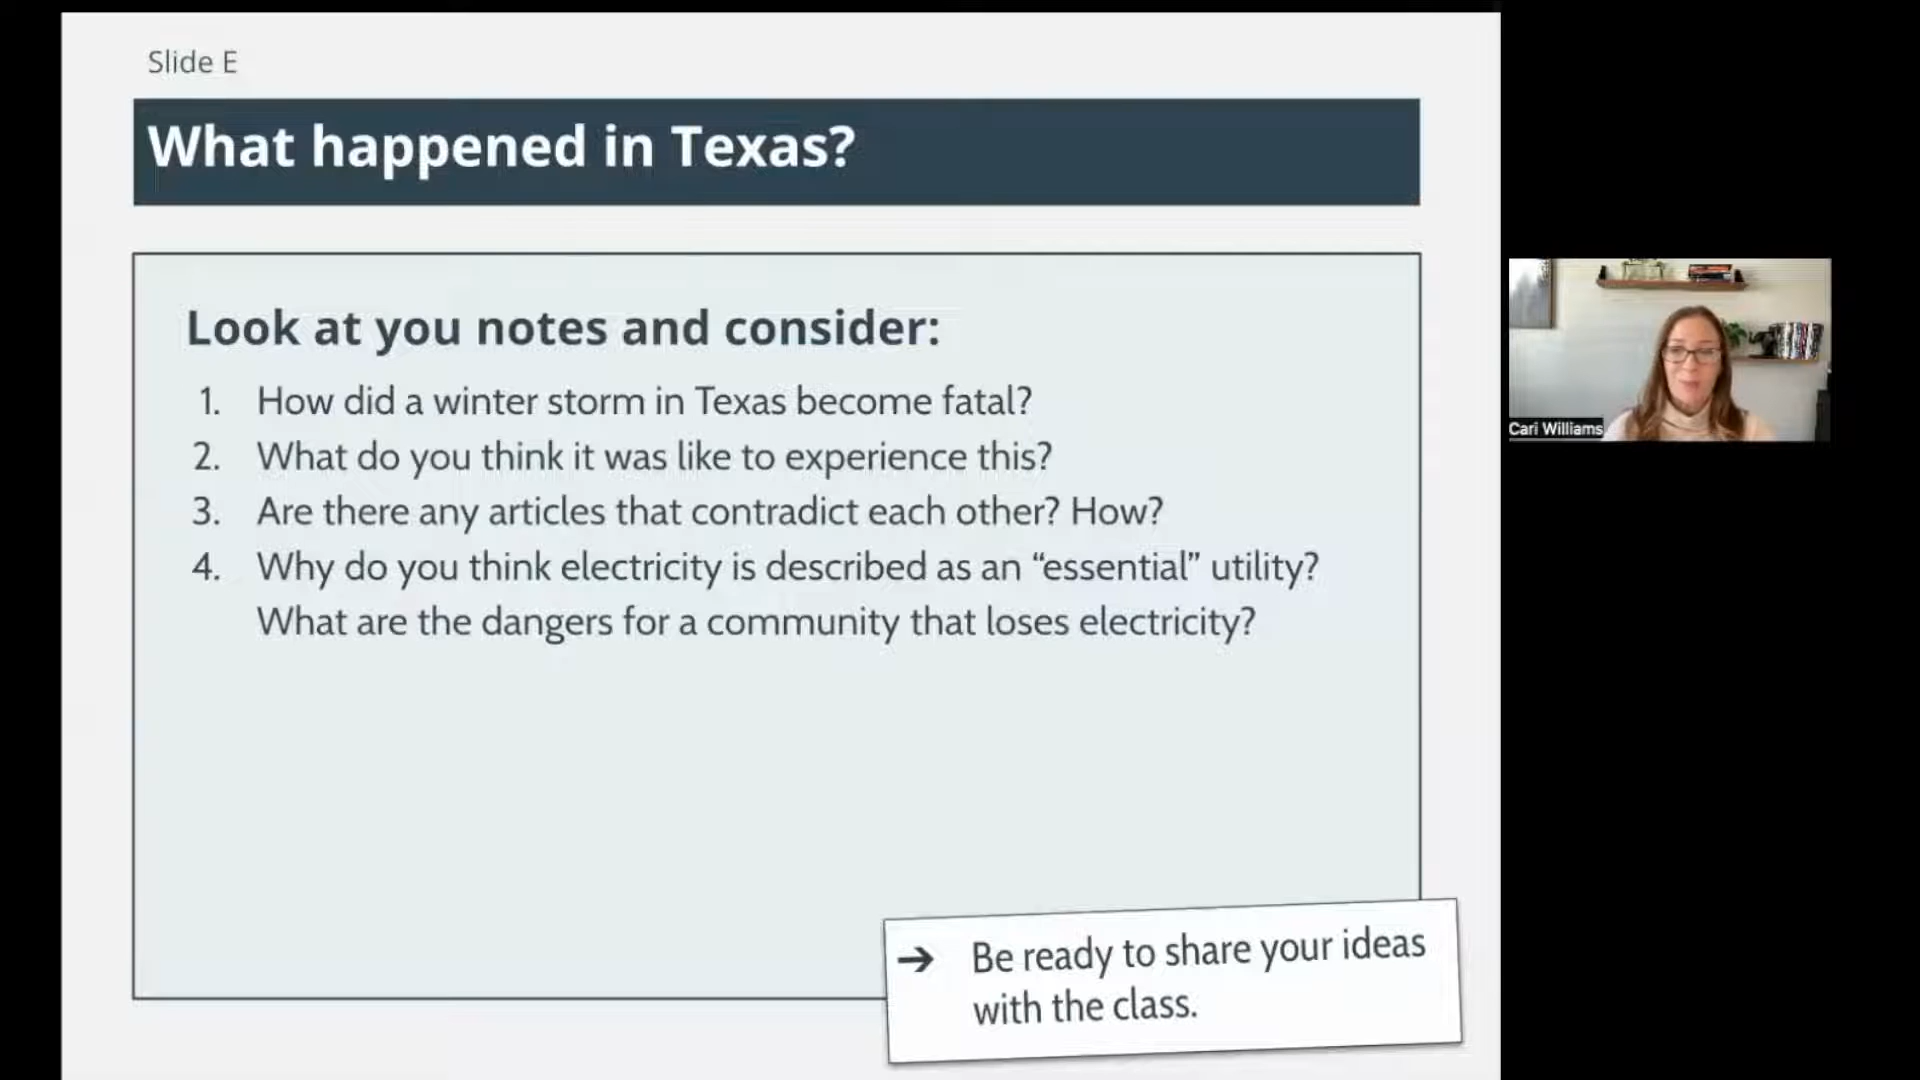 Slide E
What happened in Texas?
Look at you notes and consider:
1. How did a winter storm in Texas become fatal?
2. What do you think it was like to experience this?
3. Are there any articles that contradict each other? How?
4. Why do you think electricity is described as an “essential” utility?
What are the dangers for a community that loses electricity?
➔ Be ready to share your ideas
with the class.
Cari Williams